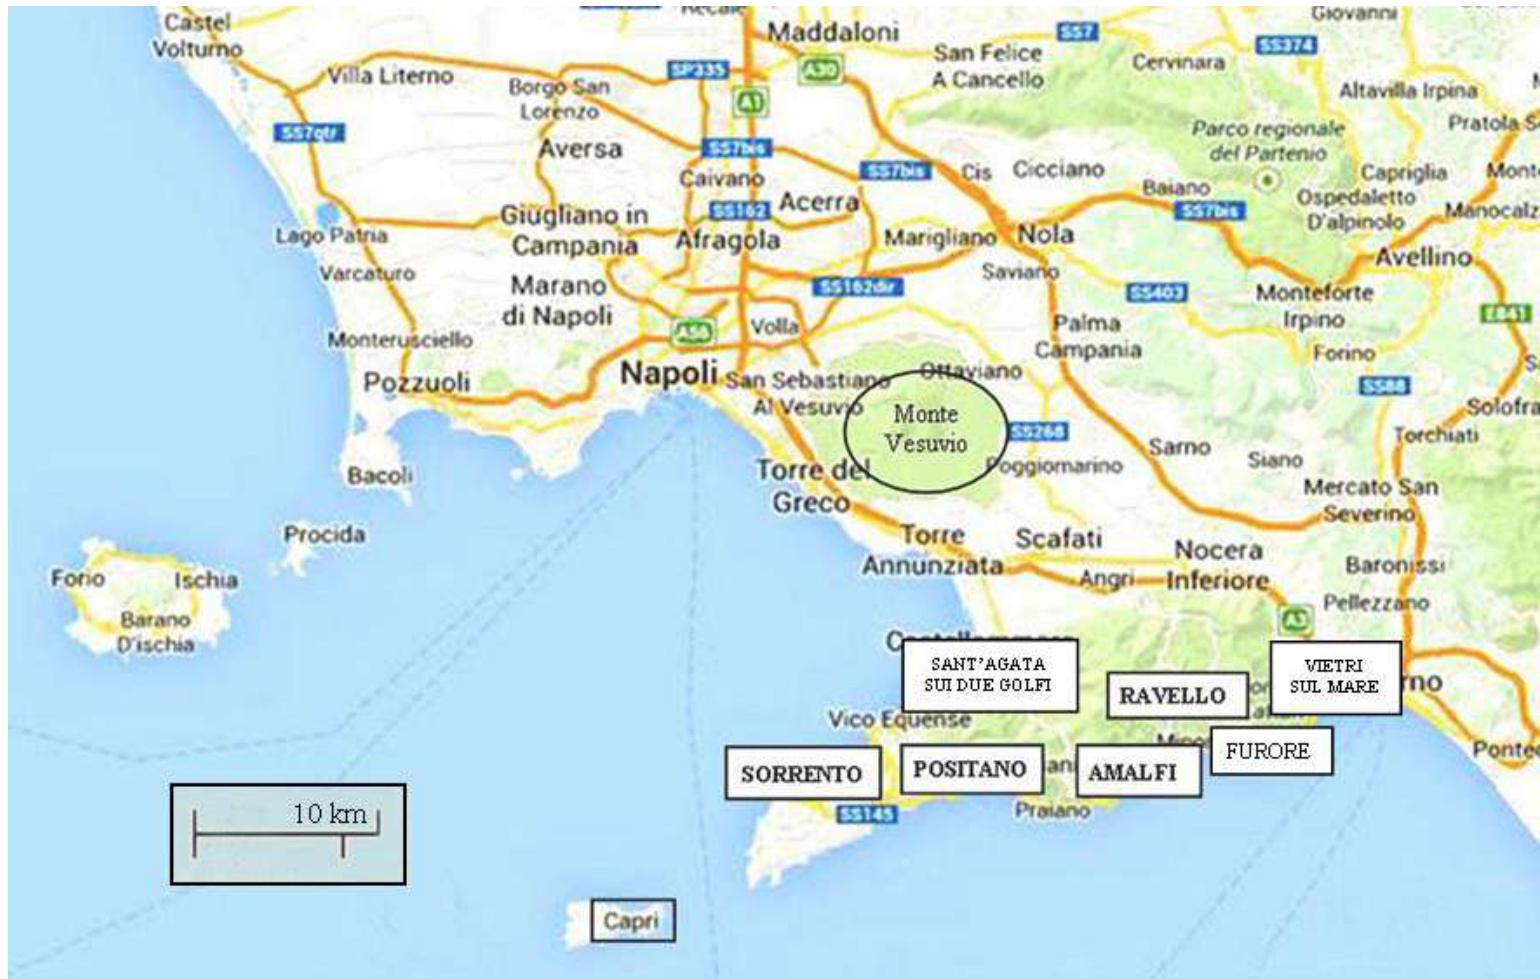 Castel
Volturno
Maddaloni
SS7
Giovanni
SS374
San Felice
A Cancello
Cervinara
Villa Literno
SP335
A30
Borgo San
Lorenzo
A1
Altavilla Irpina
SS7qtr
Parco regionale
del Partenio
Aversa
SS7bis
Caivano
SS7bis
Cis
Cicciano
Baiano
Capriglia
Ospedaletto
D'alpinolo
Giugliano in
Campania
SS162
Acerra
SS7bis
Lago Patria
Afragola
Marigliano
Nola
Avellino
Varcaturo
Marano
di Napoli
SS162dir
Saviano
SS403
Monteforte
Irpino
E841
Monterusciello
A56
Volla
Palma
Campania
Forino
Pozzuoli
Napoli
San Sebastiano
Al Vesuvio
Ottaviano
SS88
Monte
Vesuvio
SS268
Torchiati
Bacoli
Torre del
Greco
Poggiomarino
Sarno
Siano
Mercato San
Severino
Procida
Torre
Annunziata
Scafati
Nocera
Inferiore
Baronissi
Forio
Ischia
Angri
Pellezzano
Barano
D'ischia
A3
SANT'AGATA
SUI DUE GOLFI
RAVELLO
VIETRI
SUL MARE
Vico Equense
FURORE
SORRENTO
POSITANO
AMALFI
SS145
Praiano
10 km
Capri